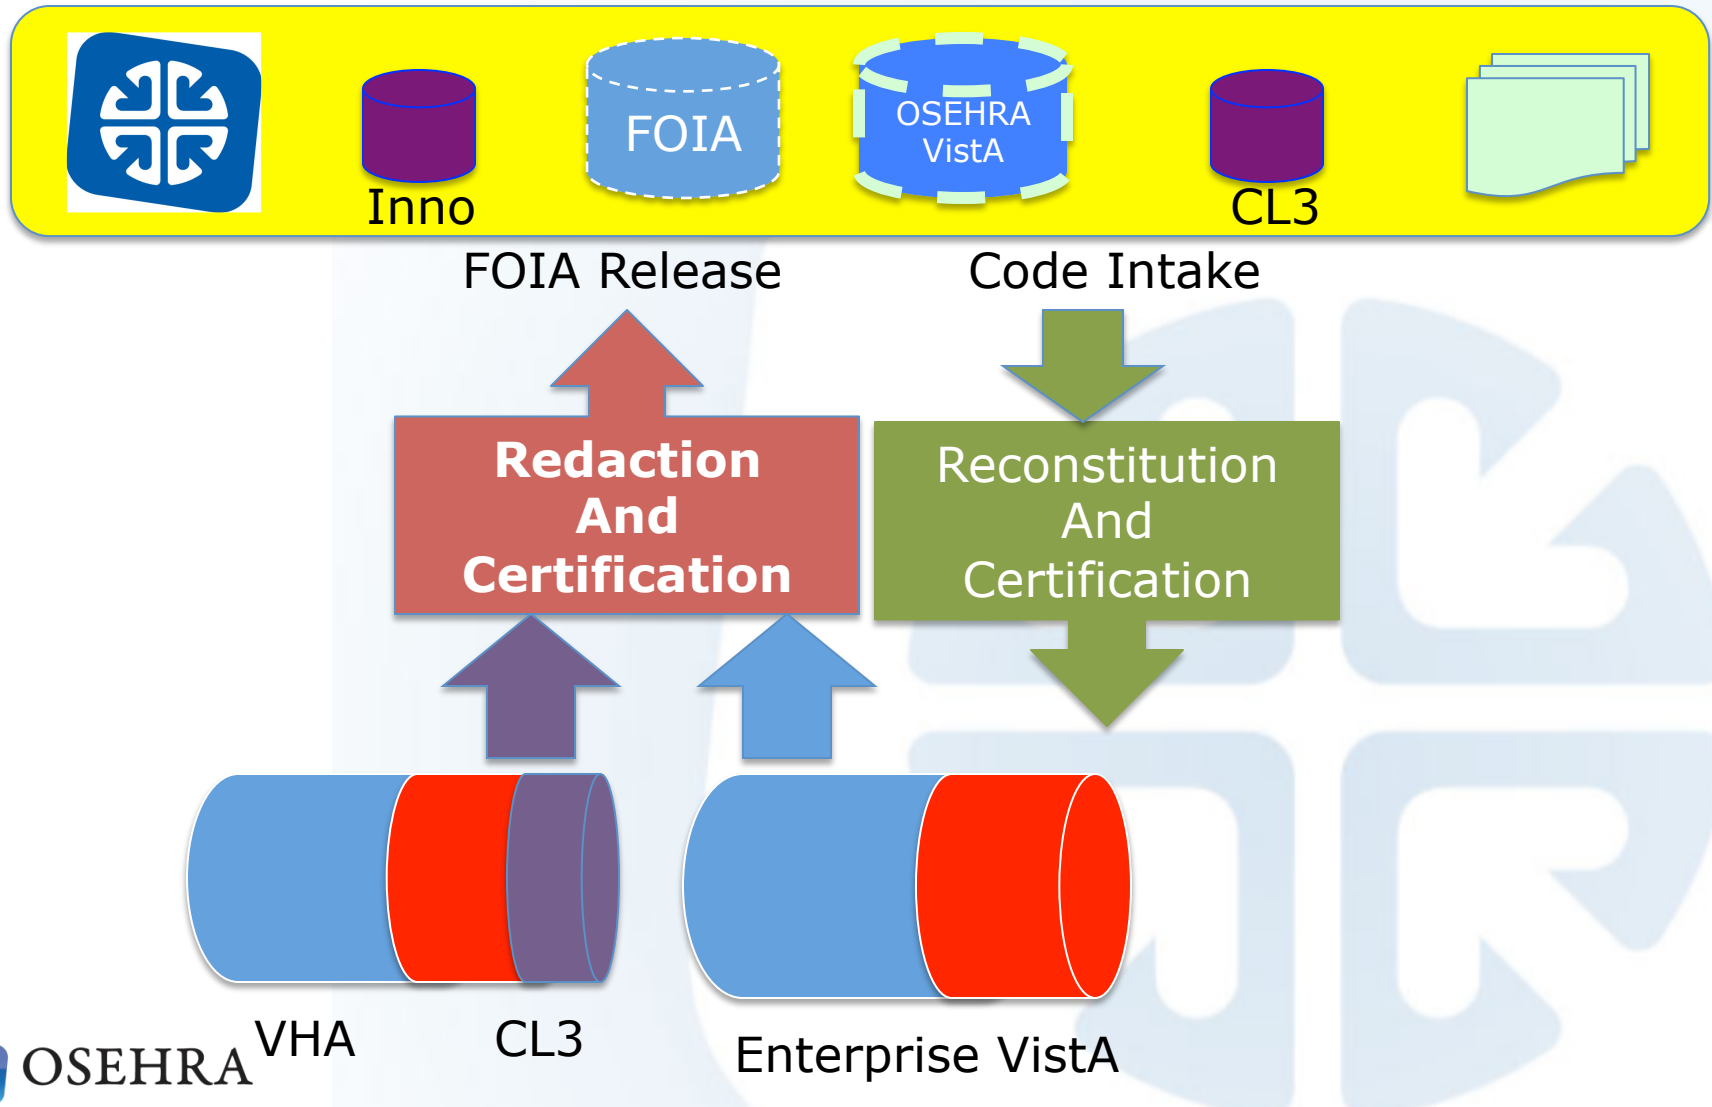 FOIA
OSEHRA
VistA
Inno
CL3
FOIA Release
Code Intake
Redaction
And
Certification
Reconstitution
And
Certification
VHA
CL3
Enterprise VistA
OSEHRA